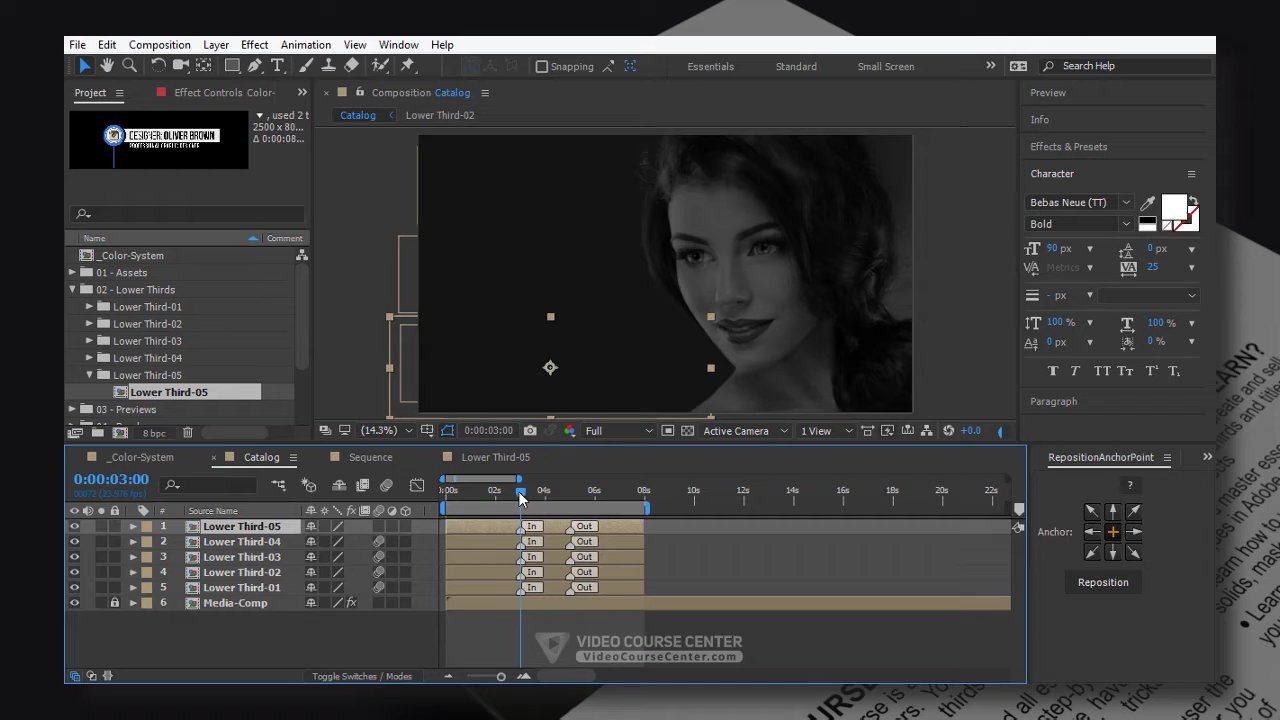 File Edit Composition Layer Effect Animation View Window Help
Snapping Essentials Standard Small Screen Search Help
Project Effect Controls Color- Composition Catalog
Catalog Lower Third-02
, used 2 t
2500 x 80...
Δ 0:00:08...
DESIGNER: OLIVER BROWN
Name Comment
_Color-System
01 - Assets
02 - Lower Thirds
Lower Third-01
Lower Third-02
Lower Third-03
Lower Third-04
Lower Third-05
Lower Third-05
03 - Previews
8 bpc
(14.3%) 0:00:03:00 Full Active Camera 1 View +0.0
Preview
Info
Effects & Presets
Character
Bebas Neue (TT)
Bold
90 px 0 px
Metrics 25
- px
100 % 100 %
0 px 0 %
T T TT Tт T¹ T₁
Paragraph
_Color-System Catalog Sequence Lower Third-05
0:00:03:00
00072 (23.976 fps)
:00s 02s 04s 06s 08s 10s 12s 14s 16s 18s 20s 22s
# Source Name
1 Lower Third-05 In Out
2 Lower Third-04 In Out
3 Lower Third-03 In Out
4 Lower Third-02 In Out
5 Lower Third-01 In Out
6 Media-Comp
Toggle Switches / Modes
RepositionAnchorPoint
?
Anchor:
Reposition
VIDEO COURSE CENTER
VideoCourseCenter.com